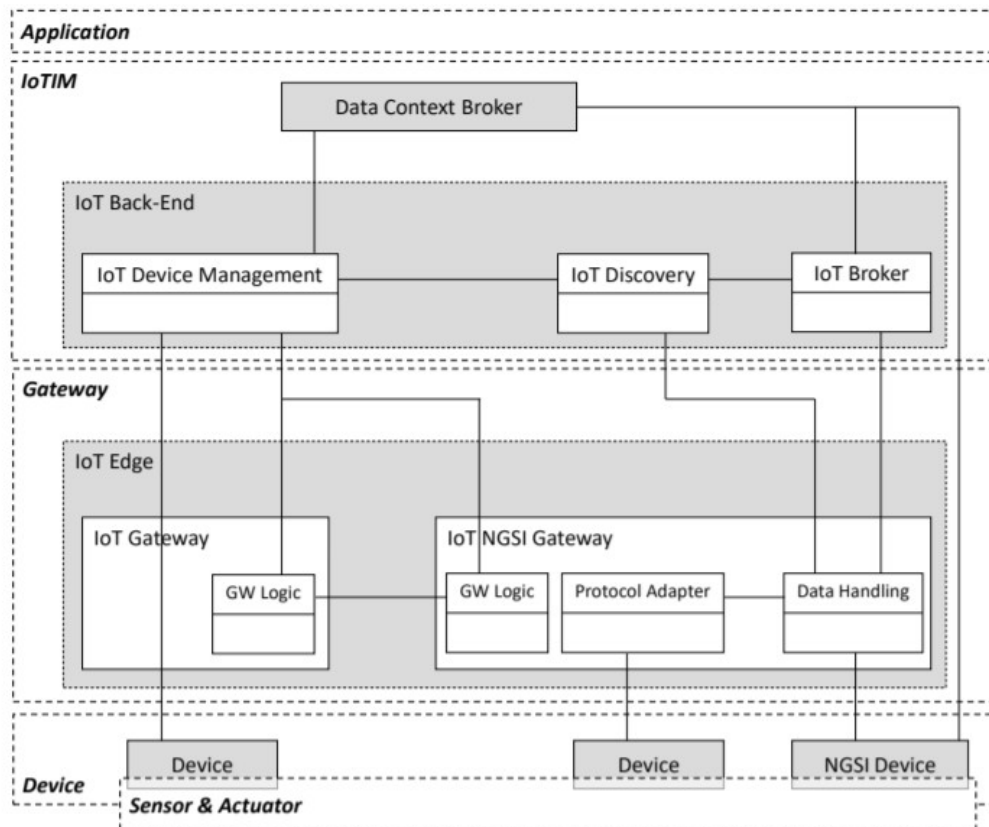 Application
IoTIM
Data Context Broker
IoT Back-End
IoT Device Management
IoT Discovery
IoT Broker
Gateway
IoT Edge
IoT Gateway
IoT NGSI Gateway
GW Logic
GW Logic
Protocol Adapter
Data Handling
Device
Device
NGSI Device
Device
Sensor & Actuator